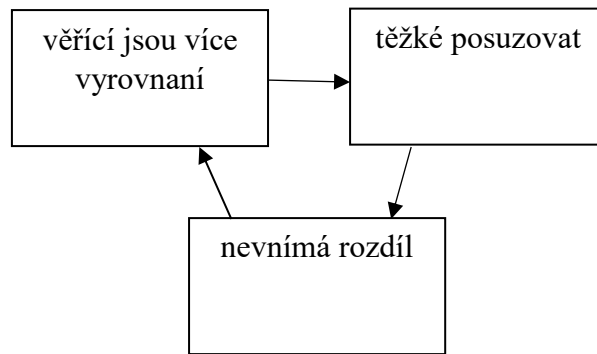 věřící jsou více
vyrovnaní
těžké posuzovat
nevnímá rozdíl